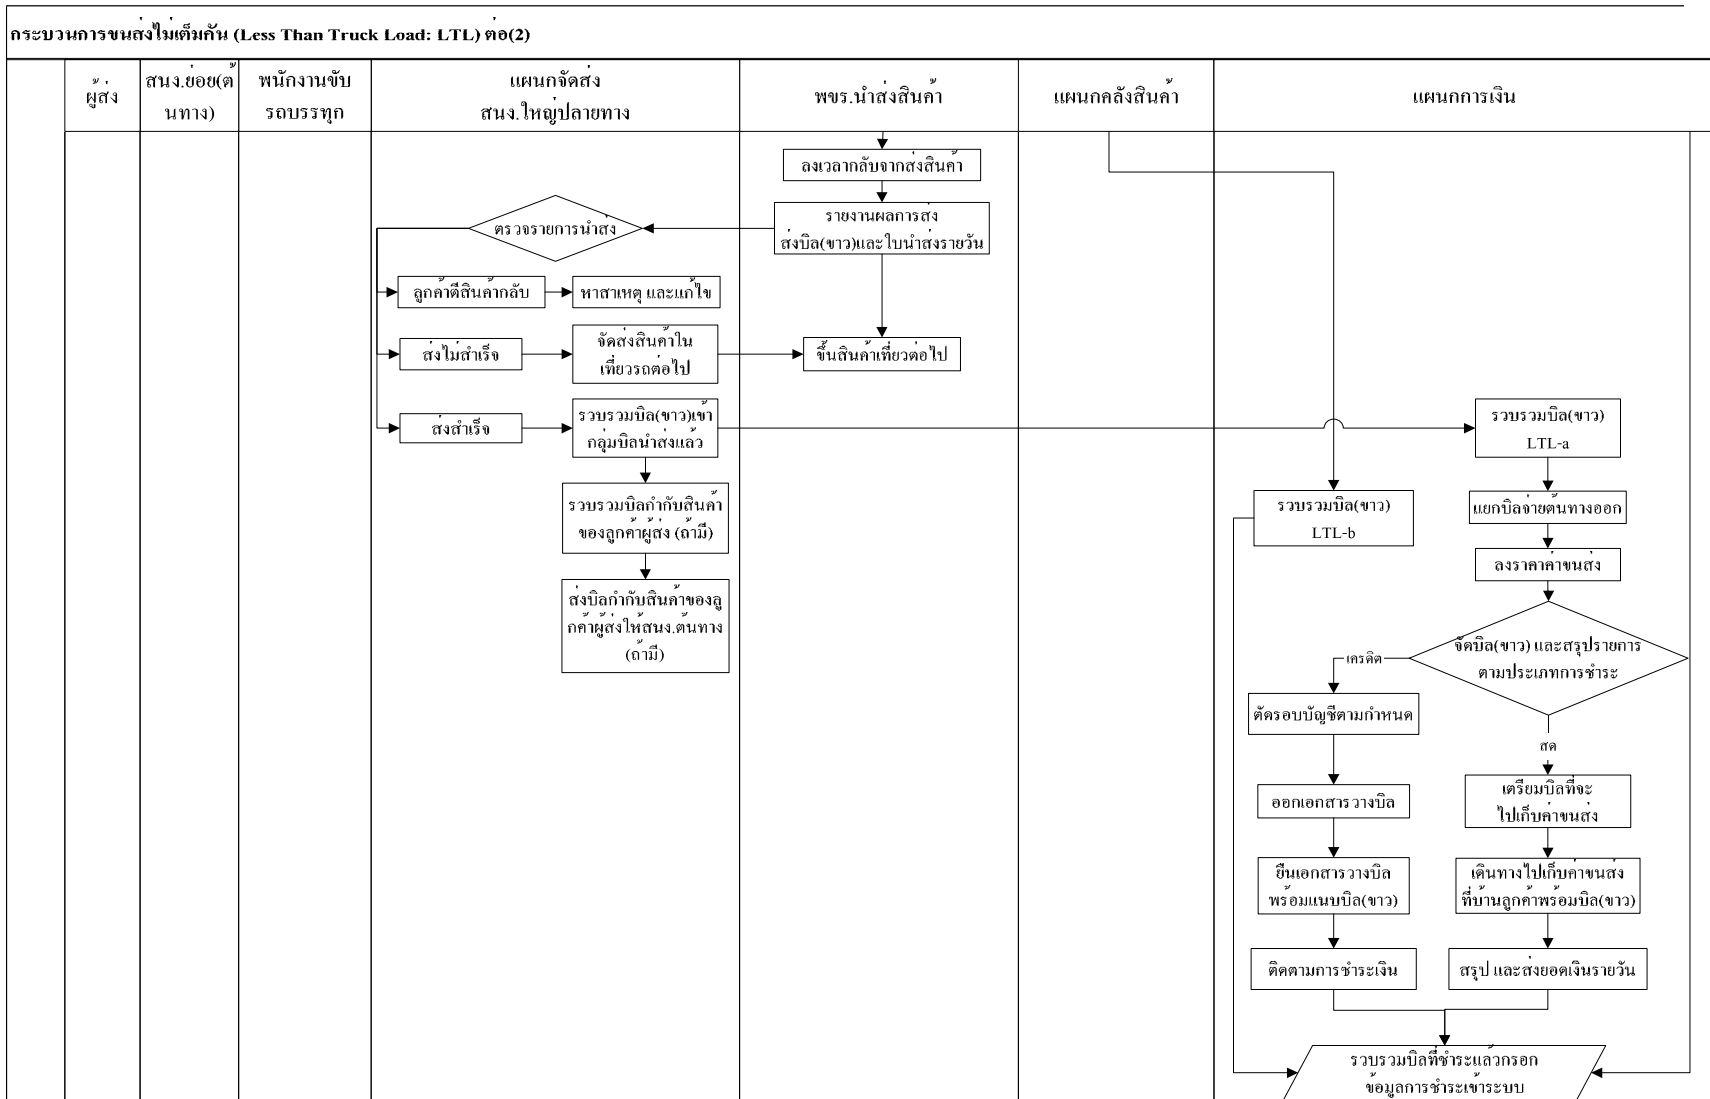 กระบวนการขนส่งไม่เต็มคัน (Less Than Truck Load: LTL) ต่อ(2)
ผู้ส่ง
สนง.ย่อย(ต้
นทาง)
พนักงานขับ
รถบรรทุก
แผนกจัดส่ง
สนง.ใหญ่ปลายทาง
พขร.นำส่งสินค้า
แผนกคลังสินค้า
แผนกการเงิน
ลงเวลากลับจากส่งสินค้า
ตรวจรายการนำส่ง
รายงานผลการส่ง
ส่งบิล(ขาว)และใบนำส่งรายวัน
ลูกค้าตีสินค้ากลับ
หาสาเหตุ และแก้ไข
ส่งไม่สำเร็จ
จัดส่งสินค้าใน
เที่ยวรถต่อไป
ขึ้นสินค้าเที่ยวต่อไป
ส่งสำเร็จ
รวบรวมบิล(ขาว)เข้า
กลุ่มบิลนำส่งแล้ว
รวบรวมบิล(ขาว)
LTL-a
รวบรวมบิลกำกับสินค้า
ของลูกค้าผู้ส่ง (ถ้ามี)
รวบรวมบิล(ขาว)
LTL-b
แยกบิลจ่ายต้นทางออก
ลงราคาค่าขนส่ง
ส่งบิลกำกับสินค้าของลู
กค้าผู้ส่งให้สนง.ต้นทาง
(ถ้ามี)
จัดบิล(ขาว) และสรุปรายการ
ตามประเภทการชำระ
เครดิต
ตัดรอบบัญชีตามกำหนด
สด
ออกเอกสารวางบิล
เตรียมบิลที่จะ
ไปเก็บค่าขนส่ง
ยื่นเอกสารวางบิล
พร้อมแนบบิล(ขาว)
เดินทางไปเก็บค่าขนส่ง
ที่บ้านลูกค้าพร้อมบิล(ขาว)
ติดตามการชำระเงิน
สรุป และส่งยอดเงินรายวัน
รวบรวมบิลที่ชำระแล้วกรอก
ข้อมูลการชำระเข้าระบบ